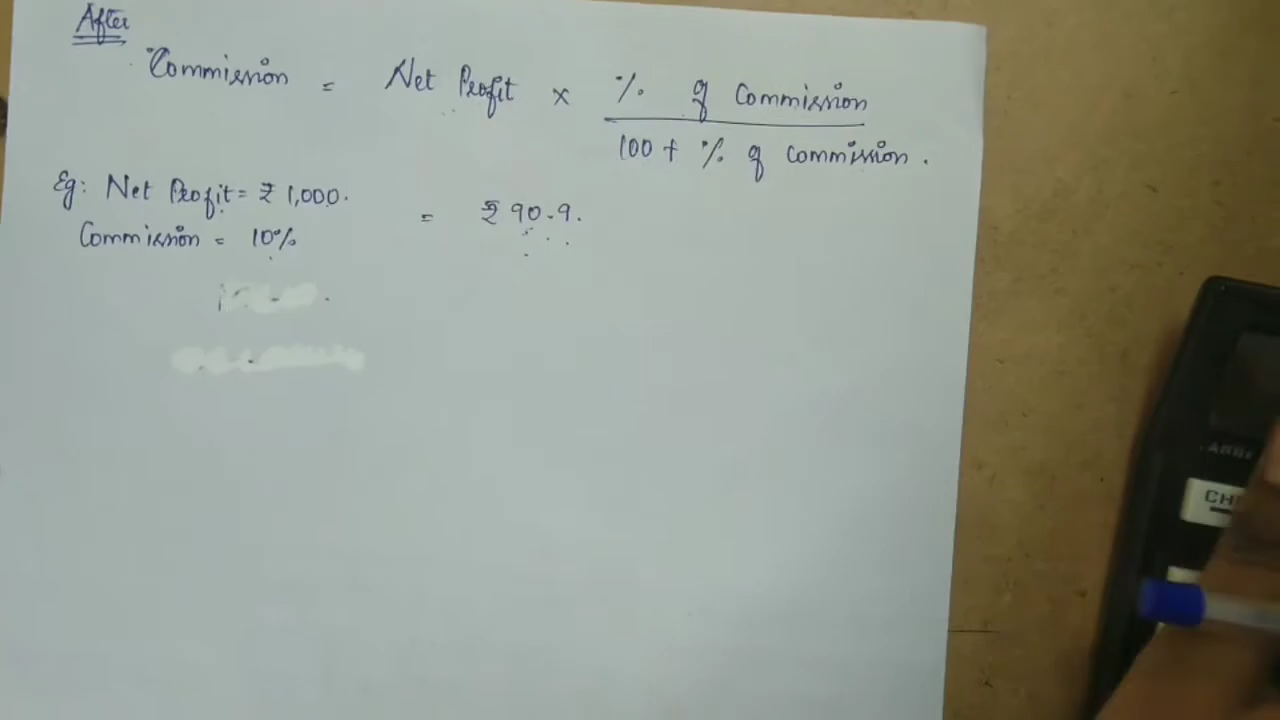 After
Commission = Net Profit × % of Commission
100 + % of commission.
Eg: Net Profit = ₹ 1,000.
= ₹ 90.9.
Commission = 10%